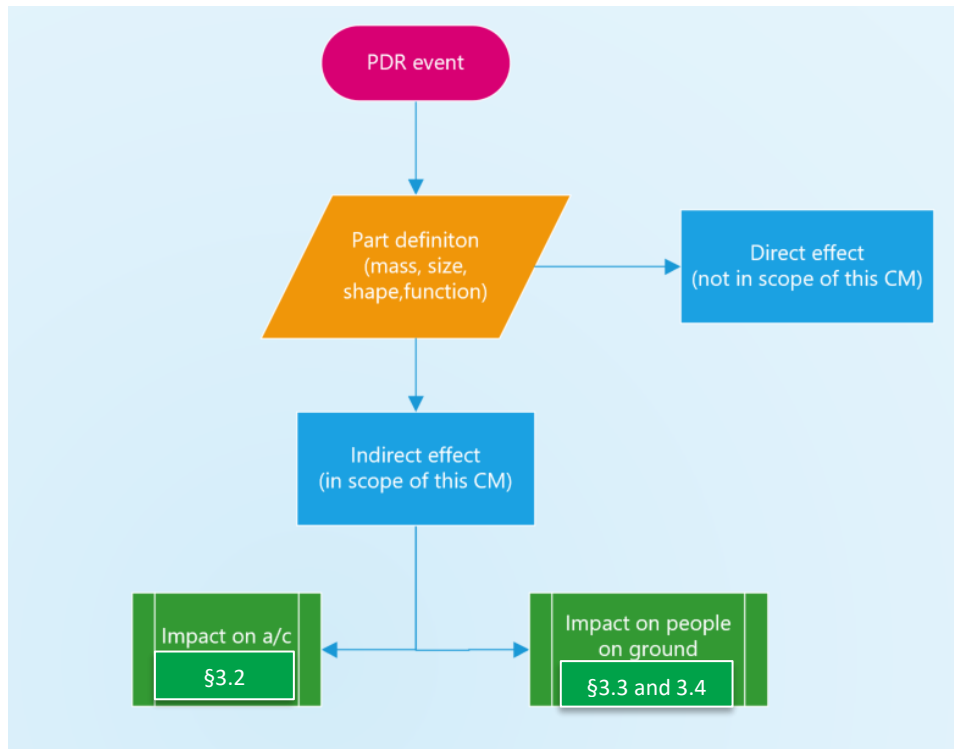 PDR event
Part definiton
(mass, size,
shape,function)
Direct effect
(not in scope of this CM)
Indirect effect
(in scope of this CM)
Impact on a/c
§3.2
Impact on people
on ground
§3.3 and 3.4